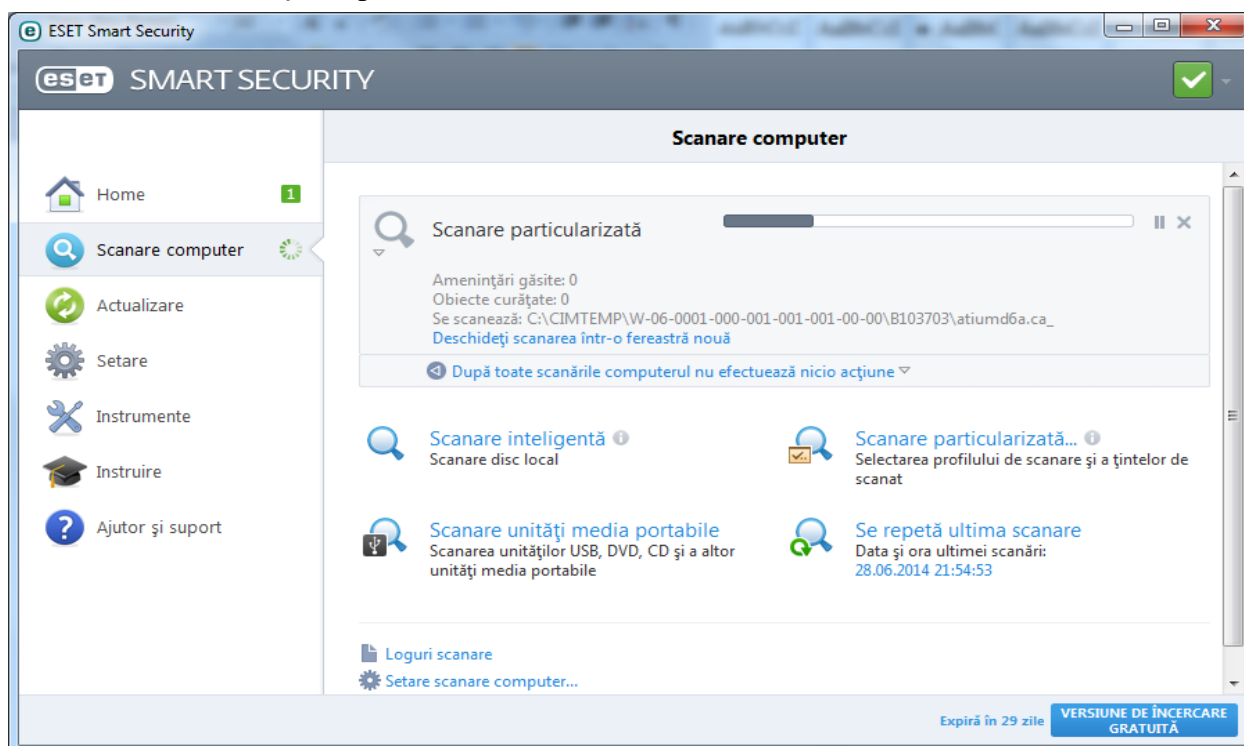 ESET Smart Security
eseT SMART SECURITY
Scanare computer
Home 1
Scanare computer
Actualizare
Setare
Instrumente
Instruire
Ajutor şi suport
Scanare particularizată
Ameninţări găsite: 0
Obiecte curăţate: 0
Se scanează: C:\CIMTEMP\W-06-0001-000-001-001-001-00-00\B103703\atiumd6a.ca_
Deschideţi scanarea într-o fereastră nouă
După toate scanările computerul nu efectuează nicio acţiune
Scanare inteligentă
Scanare disc local
Scanare particularizată...
Selectarea profilului de scanare şi a ţintelor de
scanat
Scanare unităţi media portabile
Scanarea unităţilor USB, DVD, CD şi a altor
unităţi media portabile
Se repetă ultima scanare
Data şi ora ultimei scanări:
28.06.2014 21:54:53
Loguri scanare
Setare scanare computer...
Expiră în 29 zile
VERSIUNE DE ÎNCERCARE
GRATUITĂ